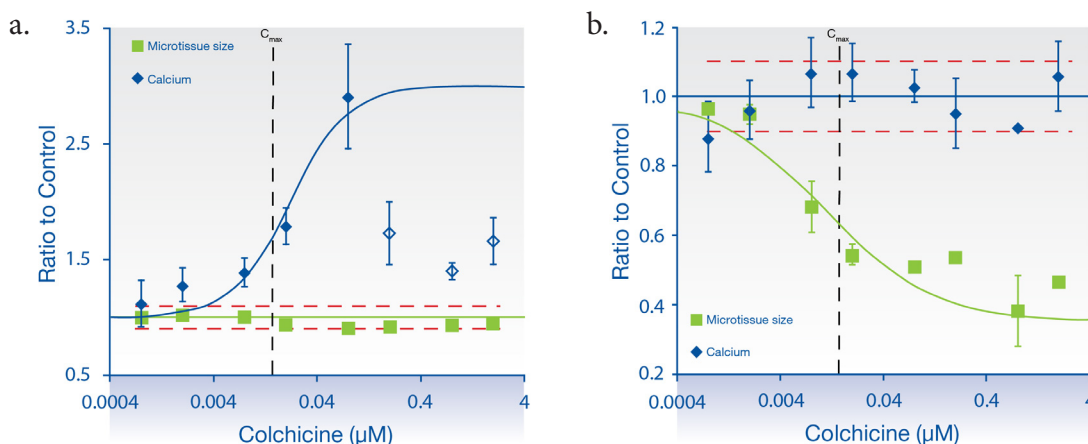 a.
Ratio to Control
3.5
2.5
1.5
0.5
Microtissue size
Calcium
Cmax
0.0004
0.004
0.04
0.4
4
Colchicine (µM)
b.
Ratio to Control
1.2
1.0
0.8
0.6
0.4
0.2
Cmax
Microtissue size
Calcium
0.0004
0.004
0.04
0.4
4
Colchicine (µM)